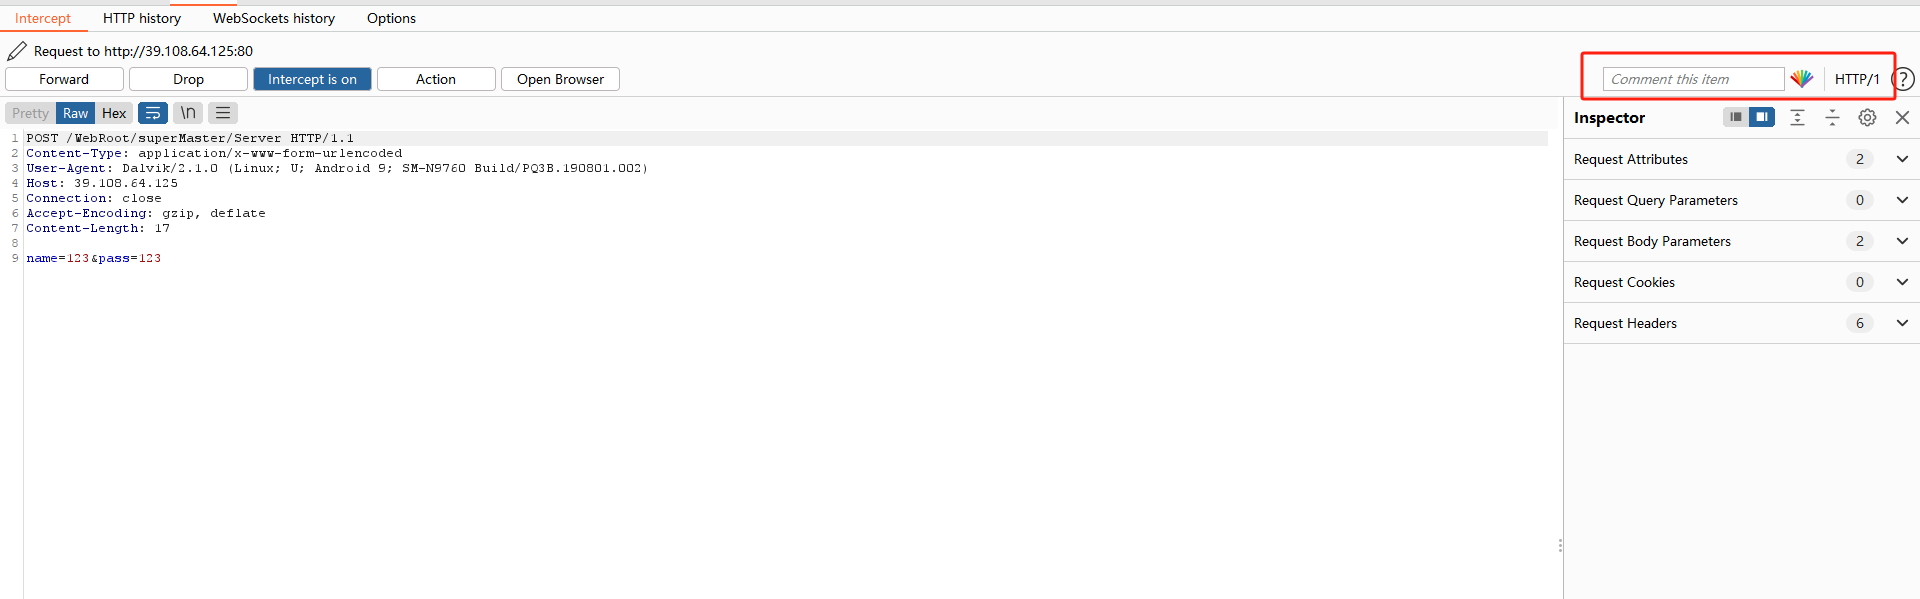 Intercept HTTP history WebSockets history Options
Request to http://39.108.64.125:80
Forward Drop Intercept is on Action Open Browser Comment this item HTTP/1 ?
Pretty Raw Hex \n
Inspector
1 POST /WebRoot/superMaster/Server HTTP/1.1
2 Content-Type: application/x-www-form-urlencoded
3 User-Agent: Dalvik/2.1.0 (Linux; U; Android 9; SM-N9760 Build/PQ3B.190801.002)
4 Host: 39.108.64.125
5 Connection: close
6 Accept-Encoding: gzip, deflate
7 Content-Length: 17
8
9 name=123&pass=123
Request Attributes 2
Request Query Parameters 0
Request Body Parameters 2
Request Cookies 0
Request Headers 6